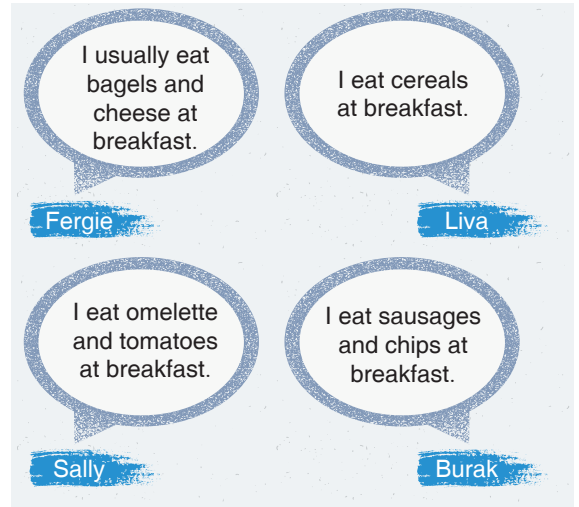 I usually eat
bagels and
cheese at
breakfast.
Fergie
I eat cereals
at breakfast.
Liva
I eat omelette
and tomatoes
at breakfast.
Sally
I eat sausages
and chips at
breakfast.
Burak